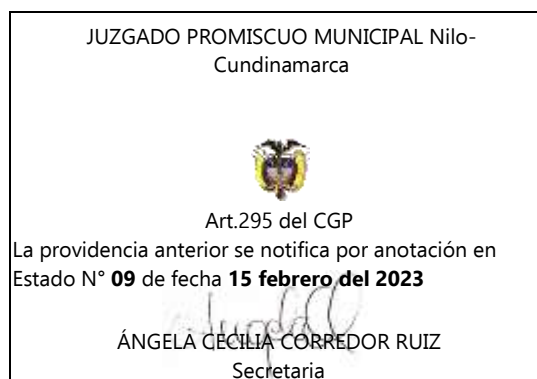 JUZGADO PROMISCUO MUNICIPAL Nilo-
Cundinamarca
Art.295 del CGP
La providencia anterior se notifica por anotación en
Estado N° 09 de fecha 15 febrero del 2023
ÁNGELA CECILIA CORREDOR RUIZ
Secretaria